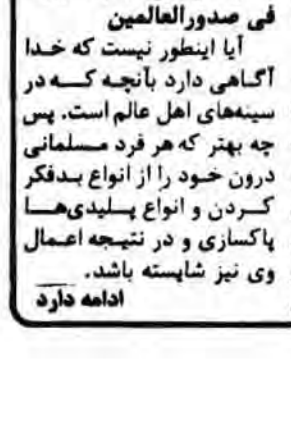 فی صدورالعالمین
آیا اینطور نیست که خدا
آگاهی دارد بآنچه که در
سینه‌های اهل عالم است. پس
چه بهتر که هر فرد مسلمانی
درون خود را از انواع بدفکر
کردن و انواع پلیدی‌ها
پاکسازی و در نتیجه اعمال
وی نیز شایسته باشد.
ادامه دارد